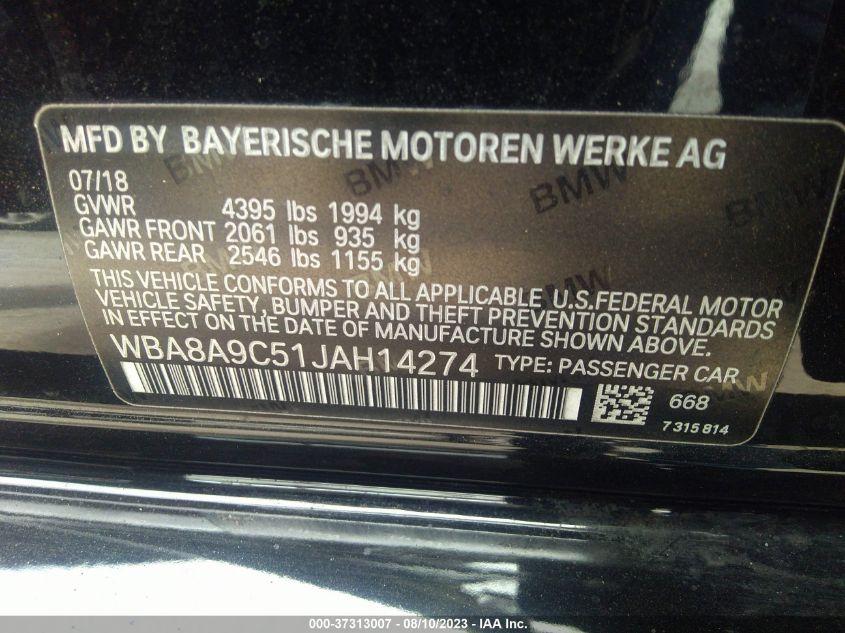 MFD BY BAYERISCHE MOTOREN WERKE AG
07/18
GVWR 4395 lbs 1994 kg
GAWR FRONT 2061 lbs 935 kg
GAWR REAR 2546 lbs 1155 kg
THIS VEHICLE CONFORMS TO ALL APPLICABLE U.S.FEDERAL MOTOR
VEHICLE SAFETY, BUMPER AND THEFT PREVENTION STANDARDS
IN EFFECT ON THE DATE OF MANUFACTURE SHOWN ABOVE.
WBA8A9C51JAH14274 TYPE: PASSENGER CAR
668
7 315 814
000-37313007 - 08/10/2023 - IAA Inc.